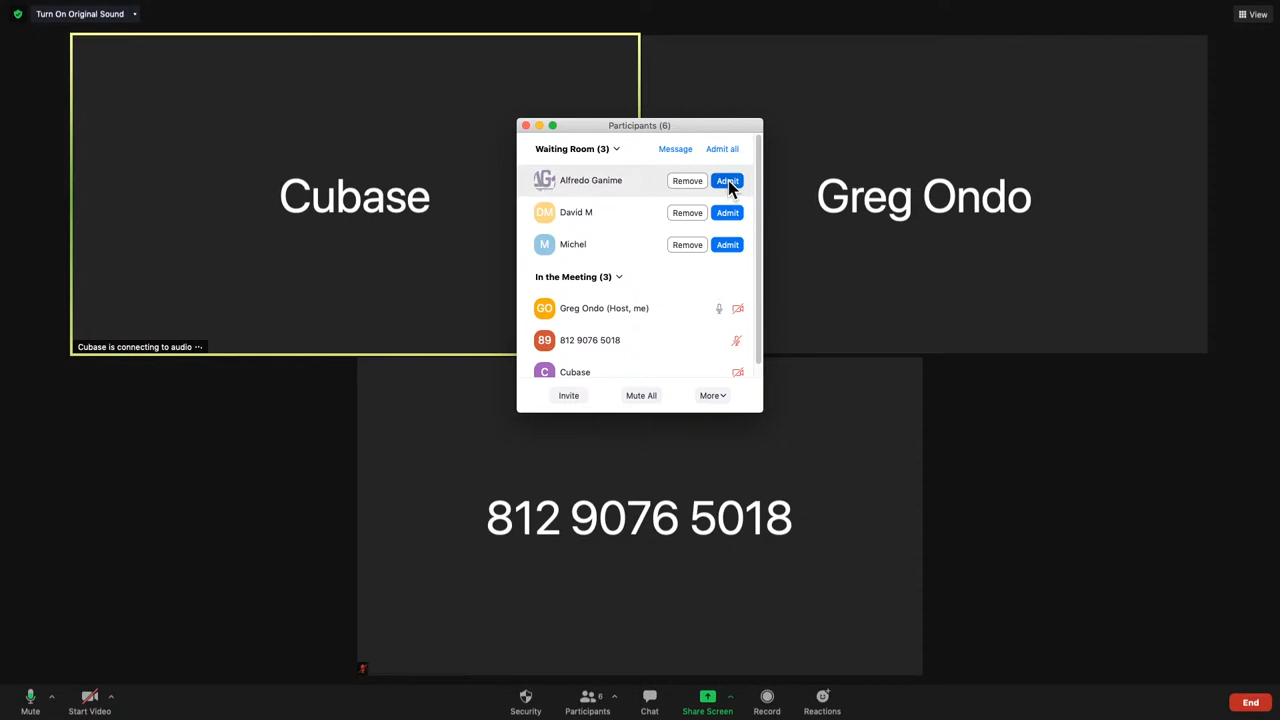 Turn On Original Sound
View
Cubase
Greg Ondo
Cubase is connecting to audio ···
Participants (6)
Waiting Room (3)
Message
Admit all
AG
Alfredo Ganime
Remove
Admit
DM
David M
Remove
Admit
M
Michel
Remove
Admit
In the Meeting (3)
GO
Greg Ondo (Host, me)
89
812 9076 5018
C
Cubase
Invite
Mute All
More
812 9076 5018
Mute
Start Video
Security
6
Participants
Chat
Share Screen
Record
Reactions
End